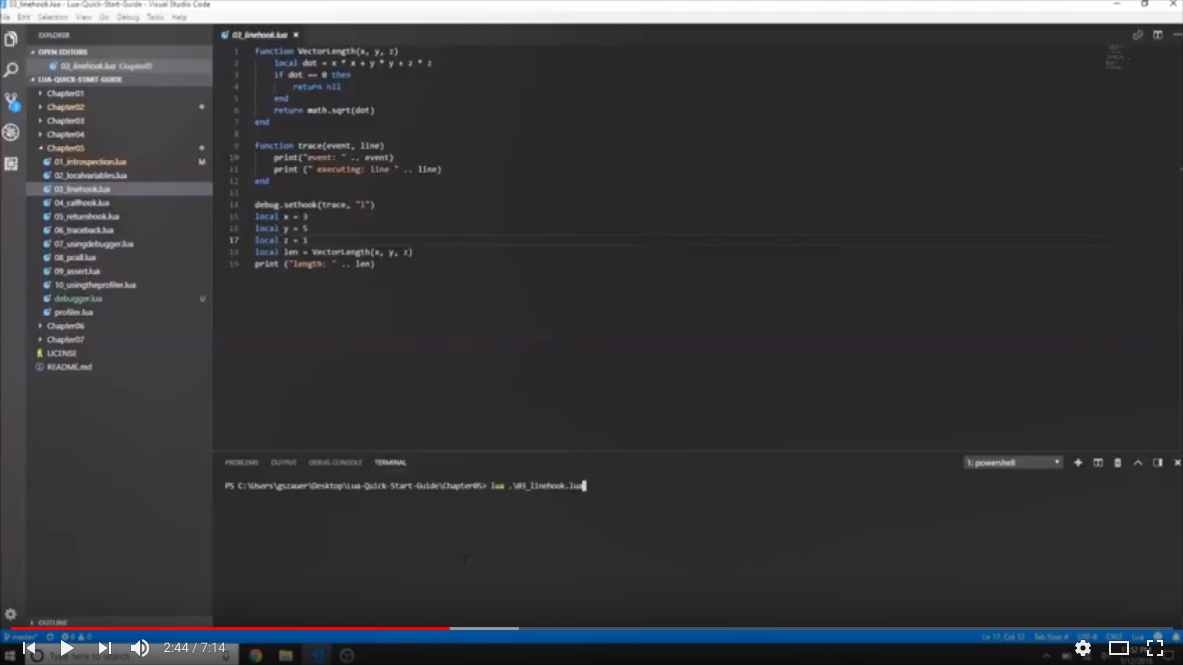 03_linehook.lua - Lua-Quick-Start-Guide - Visual Studio Code
File Edit Selection View Go Debug Tasks Help
EXPLORER
OPEN EDITORS
03_linehook.lua Chapter05
LUA-QUICK-START-GUIDE
Chapter01
Chapter02
Chapter03
Chapter04
Chapter05
01_introspection.lua M
02_localvariables.lua
03_linehook.lua
04_callhook.lua
05_returnhook.lua
06_traceback.lua
07_usingdebugger.lua
08_pcall.lua
09_assert.lua
10_usingtheprofiler.lua
debugger.lua U
profiler.lua
Chapter06
Chapter07
LICENSE
README.md
OUTLINE
03_linehook.lua
1 function VectorLength(x, y, z)
2 local dot = x * x + y * y + z * z
3 if dot == 0 then
4 return nil
5 end
6 return math.sqrt(dot)
7 end
8
9 function trace(event, line)
10 print("event: " .. event)
11 print (" executing: line " .. line)
12 end
13
14 debug.sethook(trace, "l")
15 local x = 3
16 local y = 5
17 local z = 1
18 local len = VectorLength(x, y, z)
19 print ("length: " .. len)
PROBLEMS OUTPUT DEBUG CONSOLE TERMINAL
1: powershell
PS C:\Users\gszauer\Desktop\Lua-Quick-Start-Guide\Chapter05> lua .\03_linehook.lua
master* 0 0
Ln 17, Col 12 Tab Size: 4 UTF-8 CRLF Lua
2:44 / 7:14
Type here to search
7/12/2018